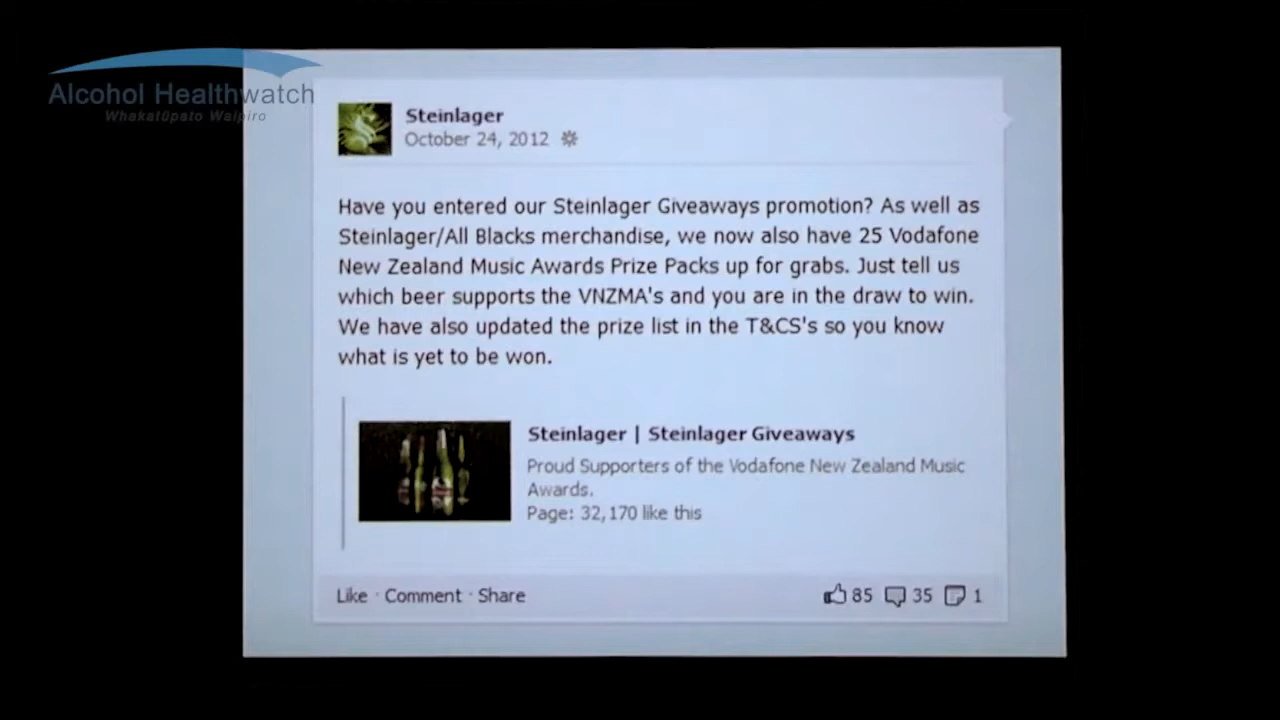 Alcohol Healthwatch
Whakatūpato Waipiro
Steinlager
October 24, 2012
Have you entered our Steinlager Giveaways promotion? As well as
Steinlager/All Blacks merchandise, we now also have 25 Vodafone
New Zealand Music Awards Prize Packs up for grabs. Just tell us
which beer supports the VNZMA's and you are in the draw to win.
We have also updated the prize list in the T&CS's so you know
what is yet to be won.
Steinlager | Steinlager Giveaways
Proud Supporters of the Vodafone New Zealand Music
Awards.
Page: 32,170 like this
Like · Comment · Share 85 35 1